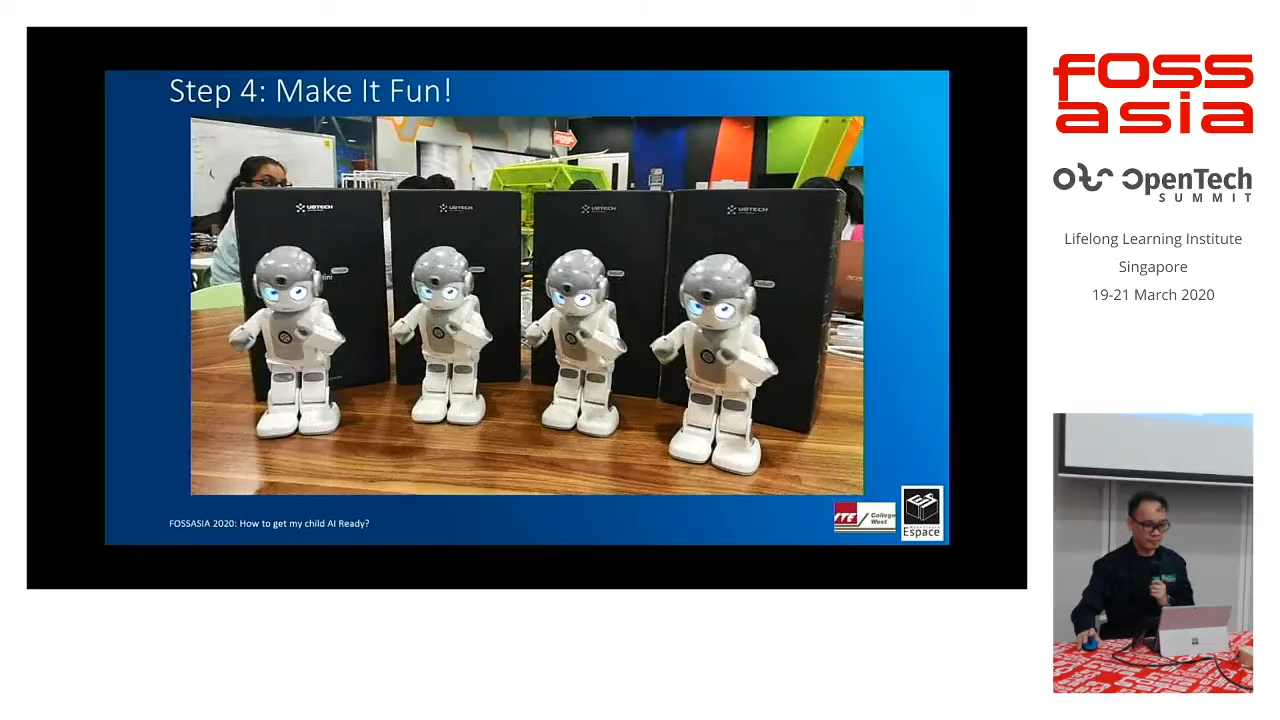 Step 4: Make It Fun!
UBTECH
UBTECH
UBTECH
UBTECH
FOSSASIA 2020: How to get my child AI Ready?
ITE College West
Espace
FOSS
asia
OpenTech
SUMMIT
Lifelong Learning Institute
Singapore
19-21 March 2020